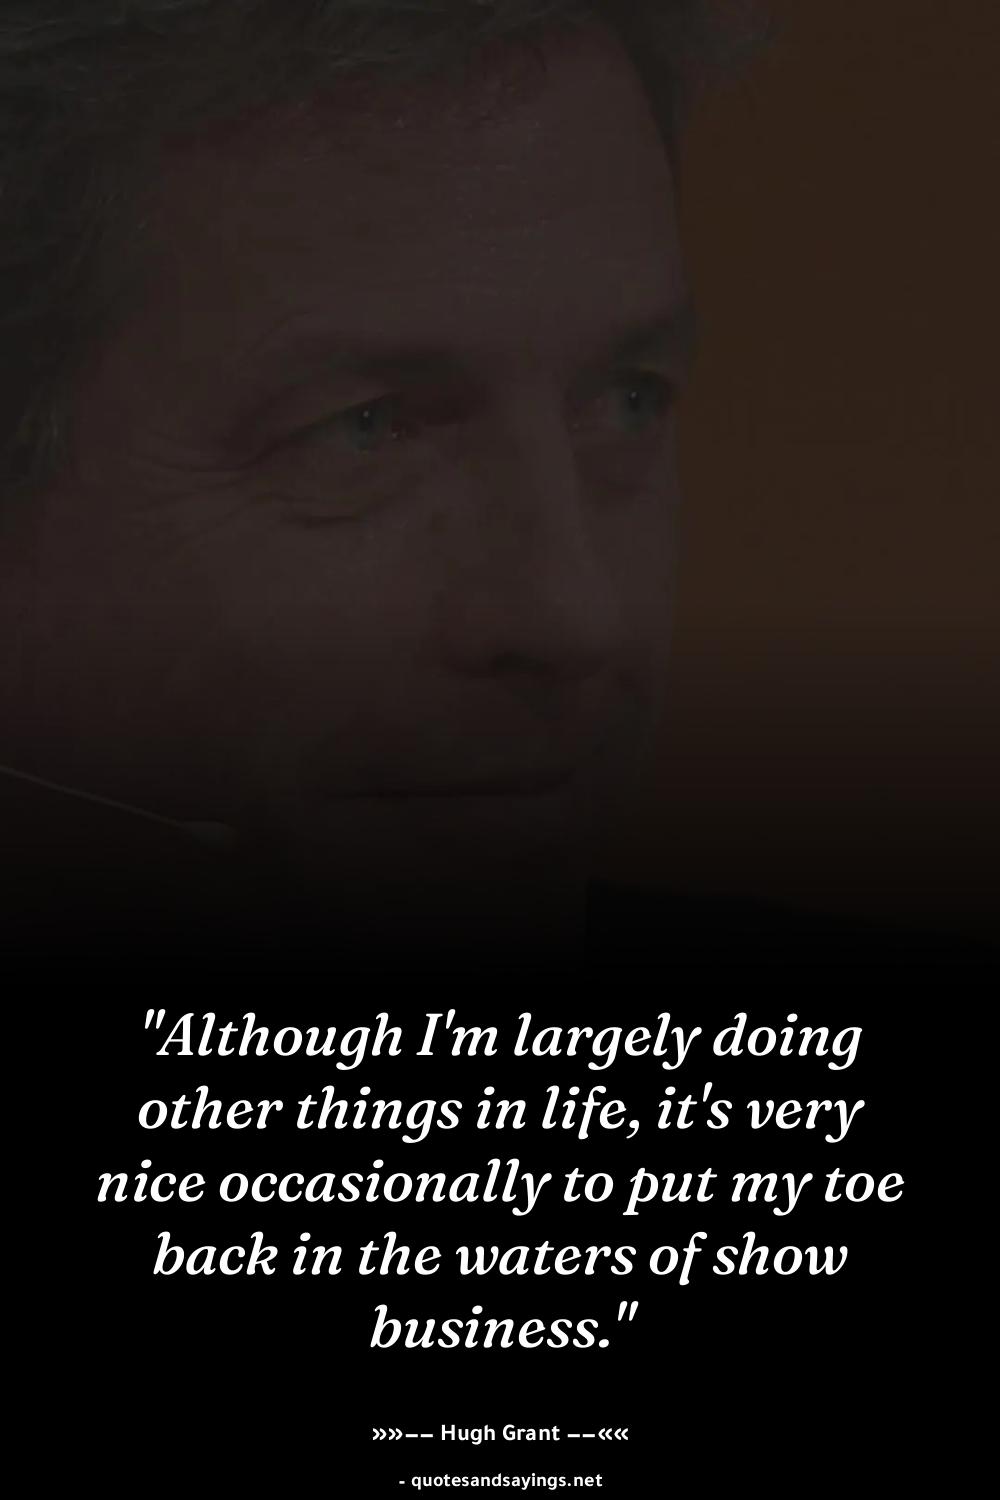 "Although I'm largely doing
other things in life, it's very
nice occasionally to put my toe
back in the waters of show
business."
»»−− Hugh Grant −−««
- quotesandsayings.net